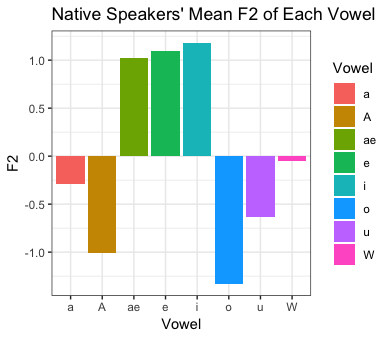 Native Speakers' Mean F2 of Each Vowel
F2
1.0
0.5
0.0
-0.5
-1.0
a A ae e i o u W
Vowel
Vowel
a
A
ae
e
i
o
u
W